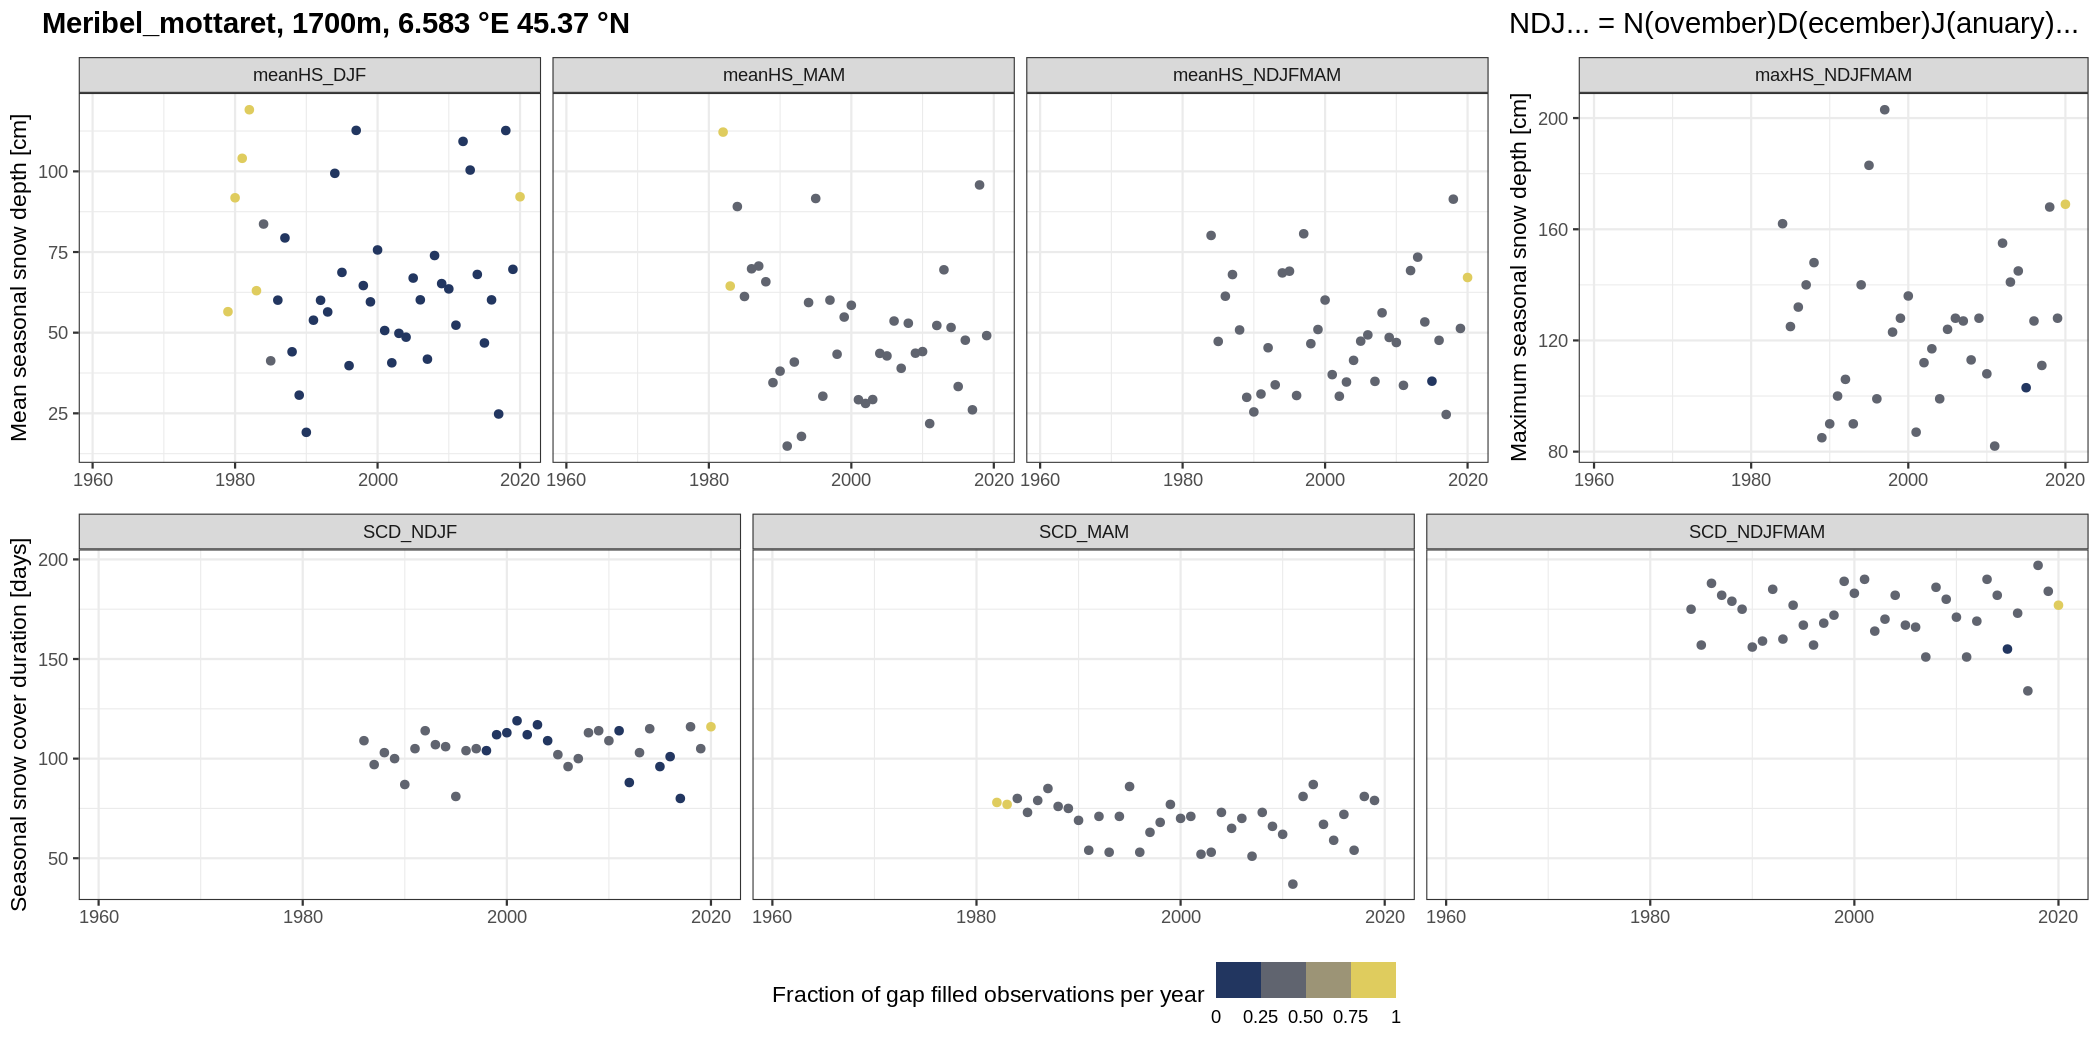 Meribel_mottaret, 1700m, 6.583 °E 45.37 °N
NDJ... = N(ovember)D(ecember)J(anuary)...
meanHS_DJF
meanHS_MAM
meanHS_NDJFMAM
maxHS_NDJFMAM
Mean seasonal snow depth [cm]
100
75
50
25
1960 1980 2000 2020
1960 1980 2000 2020
1960 1980 2000 2020
Maximum seasonal snow depth [cm]
200
160
120
80
1960 1980 2000 2020
SCD_NDJF
SCD_MAM
SCD_NDJFMAM
Seasonal snow cover duration [days]
200
150
100
50
1960 1980 2000 2020
1960 1980 2000 2020
1960 1980 2000 2020
Fraction of gap filled observations per year
0 0.25 0.50 0.75 1